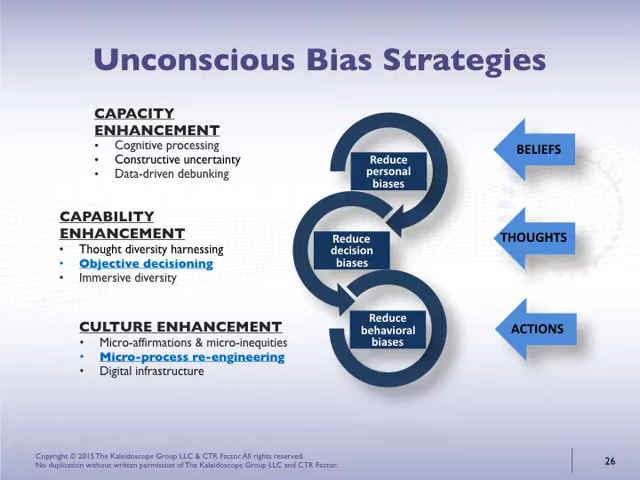 Unconscious Bias Strategies
CAPACITY
ENHANCEMENT
• Cognitive processing
• Constructive uncertainty
• Data-driven debunking
CAPABILITY
ENHANCEMENT
• Thought diversity harnessing
• Objective decisioning
• Immersive diversity
CULTURE ENHANCEMENT
• Micro-affirmations & micro-inequities
• Micro-process re-engineering
• Digital infrastructure
Reduce
personal
biases
Reduce
decision
biases
Reduce
behavioral
biases
BELIEFS
THOUGHTS
ACTIONS
Copyright © 2015 The Kaleidoscope Group LLC & CTR Factor. All rights reserved.
No duplication without written permission of The Kaleidoscope Group LLC and CTR Factor.
26